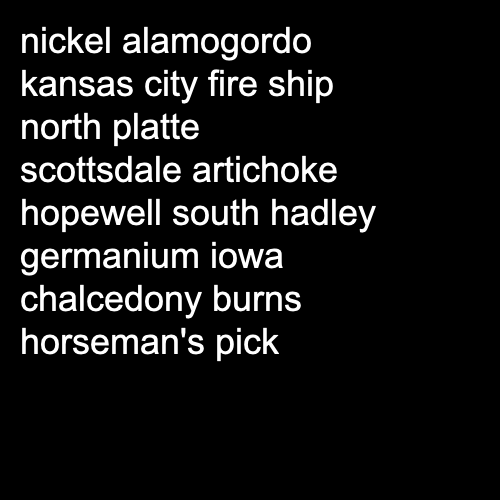 nickel alamogordo
kansas city fire ship
north platte
scottsdale artichoke
hopewell south hadley
germanium iowa
chalcedony burns
horseman's pick